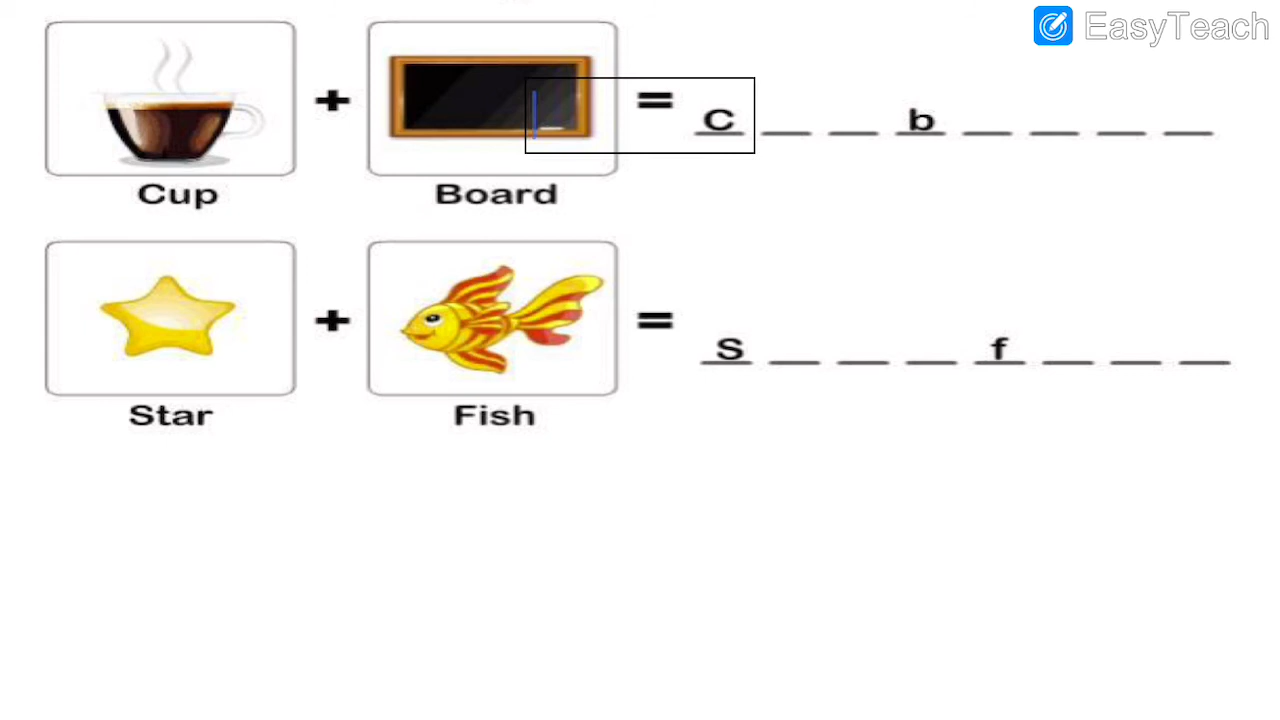 EasyTeach
+ = C _ _ b _ _ _ _
Cup Board
+ = S _ _ _ f _ _ _
Star Fish